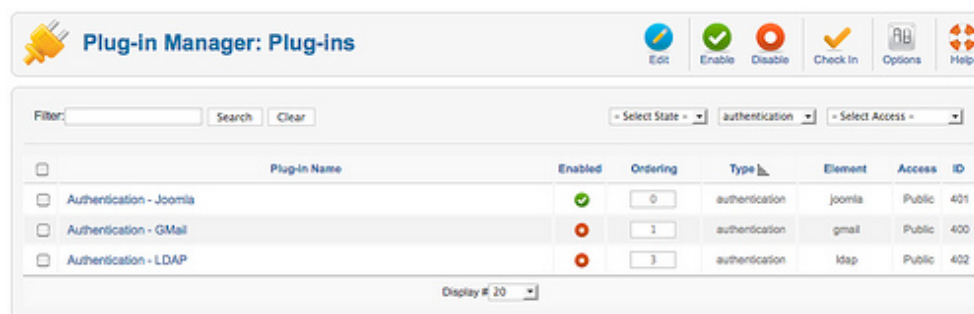 Plug-in Manager: Plug-ins
Edit Enable Disable Check In Options Help
Filter: Search Clear - Select State - authentication - Select Access -
Plug-in Name Enabled Ordering Type Element Access ID
Authentication - Joomla 0 authentication joomla Public 401
Authentication - GMail 1 authentication gmail Public 400
Authentication - LDAP 3 authentication ldap Public 402
Display # 20